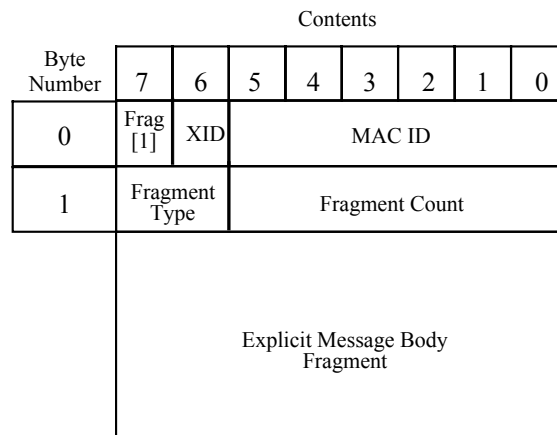 Contents
Byte
Number
7 6 5 4 3 2 1 0
0
Frag
[1]
XID
MAC ID
1
Fragment
Type
Fragment Count
Explicit Message Body
Fragment